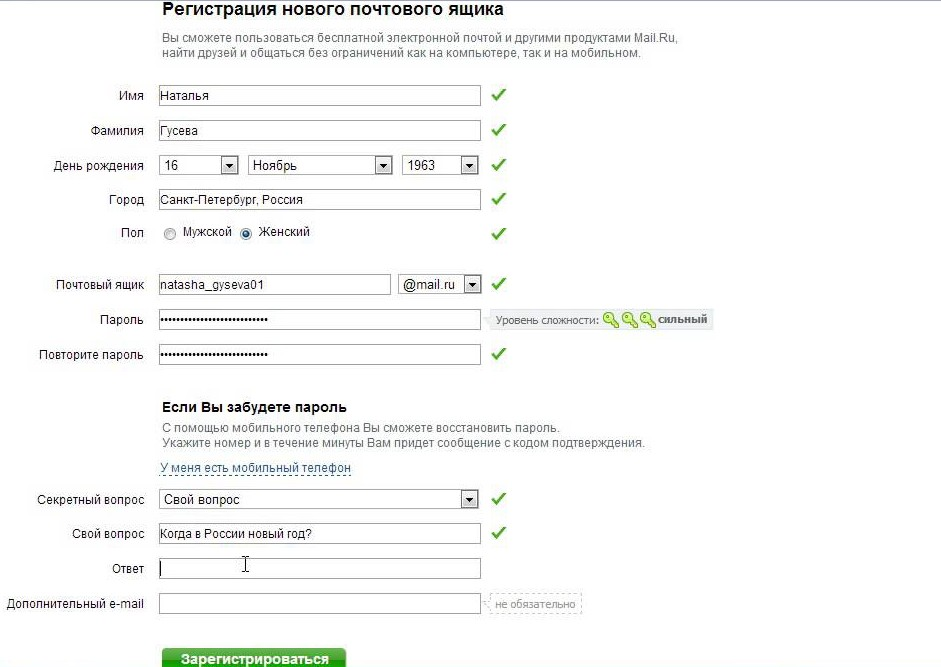 Регистрация нового почтового ящика
Вы сможете пользоваться бесплатной электронной почтой и другими продуктами Mail.Ru,
найти друзей и общаться без ограничений как на компьютере, так и на мобильном.
Имя Наталья
Фамилия Гусева
День рождения 16 Ноябрь 1963
Город Санкт-Петербург, Россия
Пол Мужской Женский
Почтовый ящик natasha_gyseva01 @mail.ru
Пароль ••••••••••••••••••••••••••• Уровень сложности: сильный
Повторите пароль •••••••••••••••••••••••••••
Если Вы забудете пароль
С помощью мобильного телефона Вы сможете восстановить пароль.
Укажите номер и в течение минуты Вам придет сообщение с кодом подтверждения.
У меня есть мобильный телефон
Секретный вопрос Свой вопрос
Свой вопрос Когда в России новый год?
Ответ
Дополнительный e-mail не обязательно
Зарегистрироваться